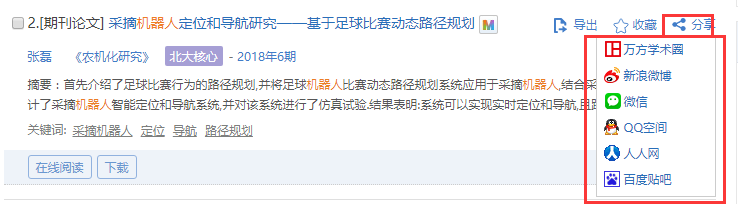 2.[期刊论文] 采摘机器人定位和导航研究——基于足球比赛动态路径规划 M 导出 收藏 分享
张磊 《农机化研究》 北大核心 - 2018年6期
摘要：首先介绍了足球比赛行为的路径规划,并将足球机器人比赛动态路径规划系统应用于采摘机器人,结合采
计了采摘机器人智能定位和导航系统,并对该系统进行了仿真试验.结果表明:系统可以实现实时定位和导航,且
关键词: 采摘机器人 定位 导航 路径规划
在线阅读 下载
万方学术圈
新浪微博
微信
QQ空间
人人网
百度贴吧